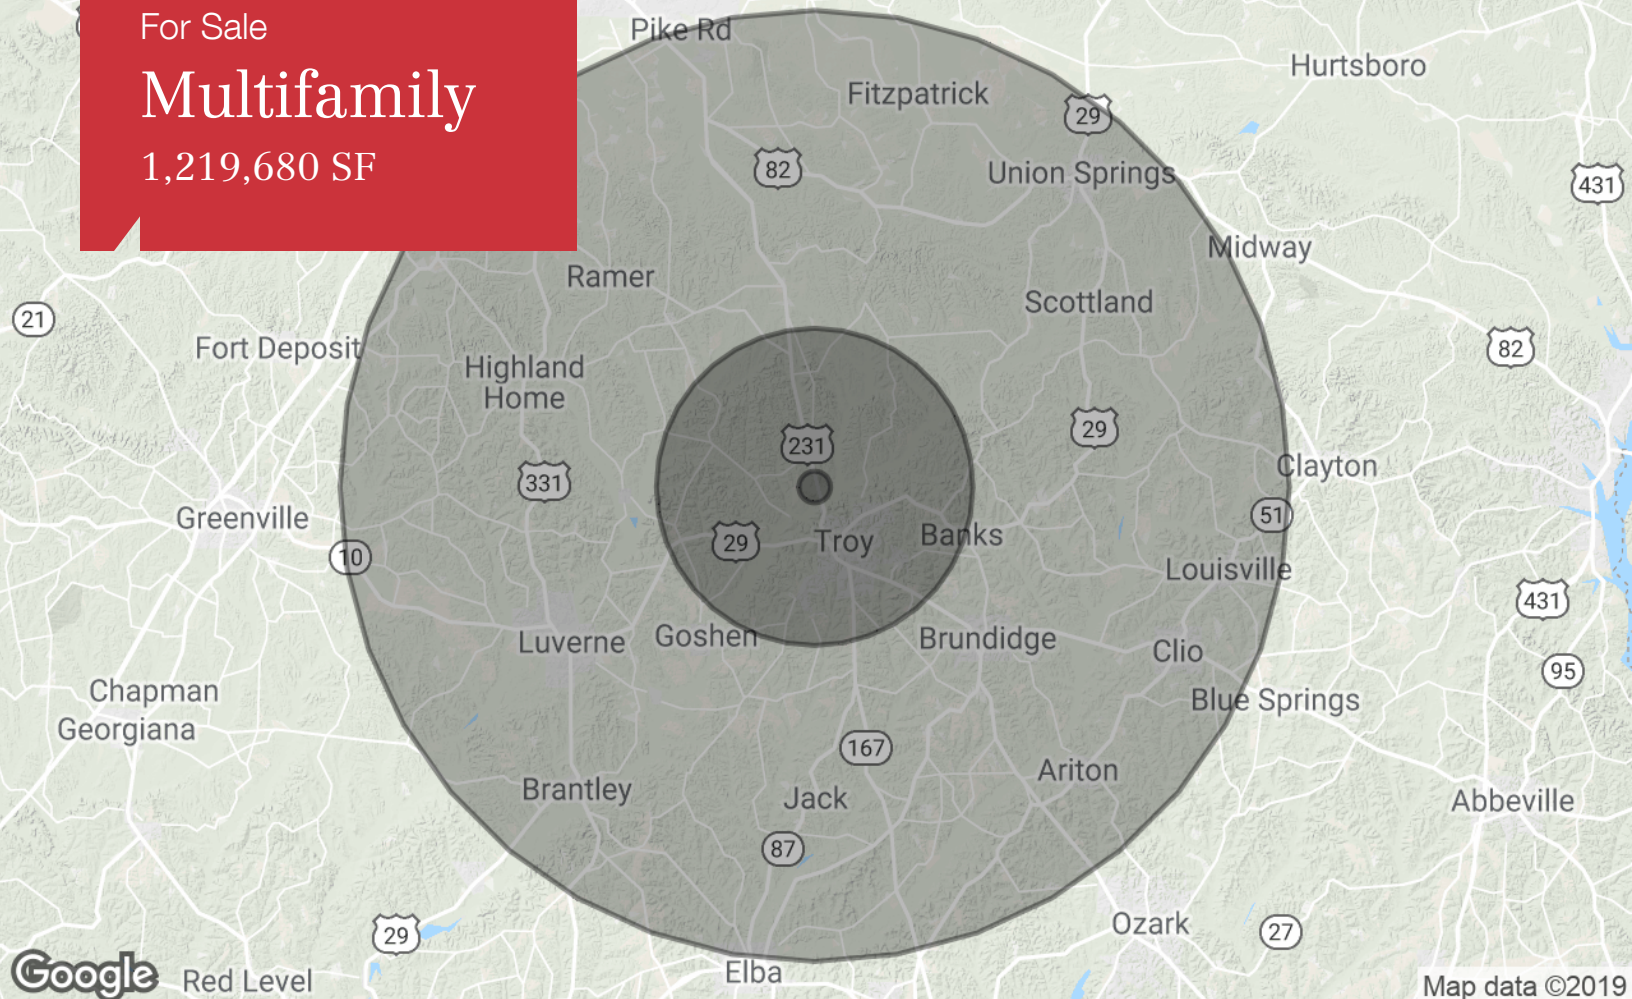 For Sale
Multifamily
1,219,680 SF
Pike Rd
Hurtsboro
Fitzpatrick
29
82
Union Springs
431
Midway
Ramer
Scottland
21
Fort Deposit
82
Highland
Home
29
231
Clayton
331
Greenville
51
29
Troy
Banks
10
Louisville
431
Luverne
Goshen
Brundidge
Clio
95
Chapman
Blue Springs
Georgiana
167
Ariton
Brantley
Jack
Abbeville
87
Ozark
29
27
Google
Red Level
Elba
Map data ©2019